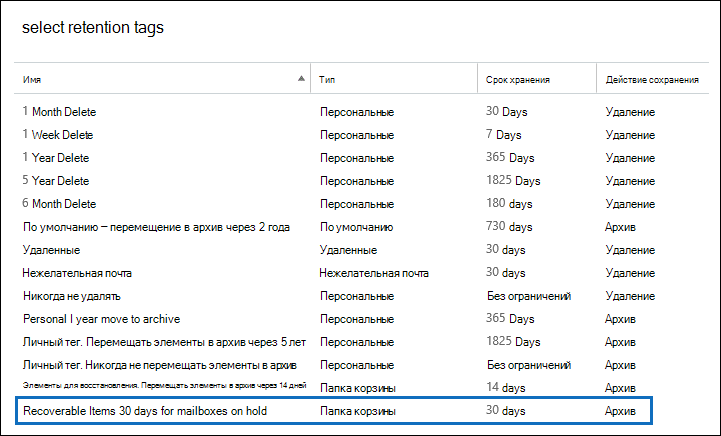 select retention tags
Имя Тип Срок хранения Действие сохранения
1 Month Delete Персональные 30 Days Удаление
1 Week Delete Персональные 7 Days Удаление
1 Year Delete Персональные 365 Days Удаление
5 Year Delete Персональные 1825 Days Удаление
6 Month Delete Персональные 180 days Удаление
По умолчанию – перемещение в архив через 2 года По умолчанию 730 days Архив
Удаленные Удаленные 30 days Удаление
Нежелательная почта Нежелательная почта 30 days Удаление
Никогда не удалять Персональные Без ограничений Удаление
Personal I year move to archive Персональные 365 Days Архив
Личный тег. Перемещать элементы в архив через 5 лет Персональные 1825 Days Архив
Личный тег. Никогда не перемещать элементы в архив Персональные Без ограничений Архив
Элементы для восстановления. Перемещать элементы в архив через 14 дней Папка корзины 14 days Архив
Recoverable Items 30 days for mailboxes on hold Папка корзины 30 days Архив